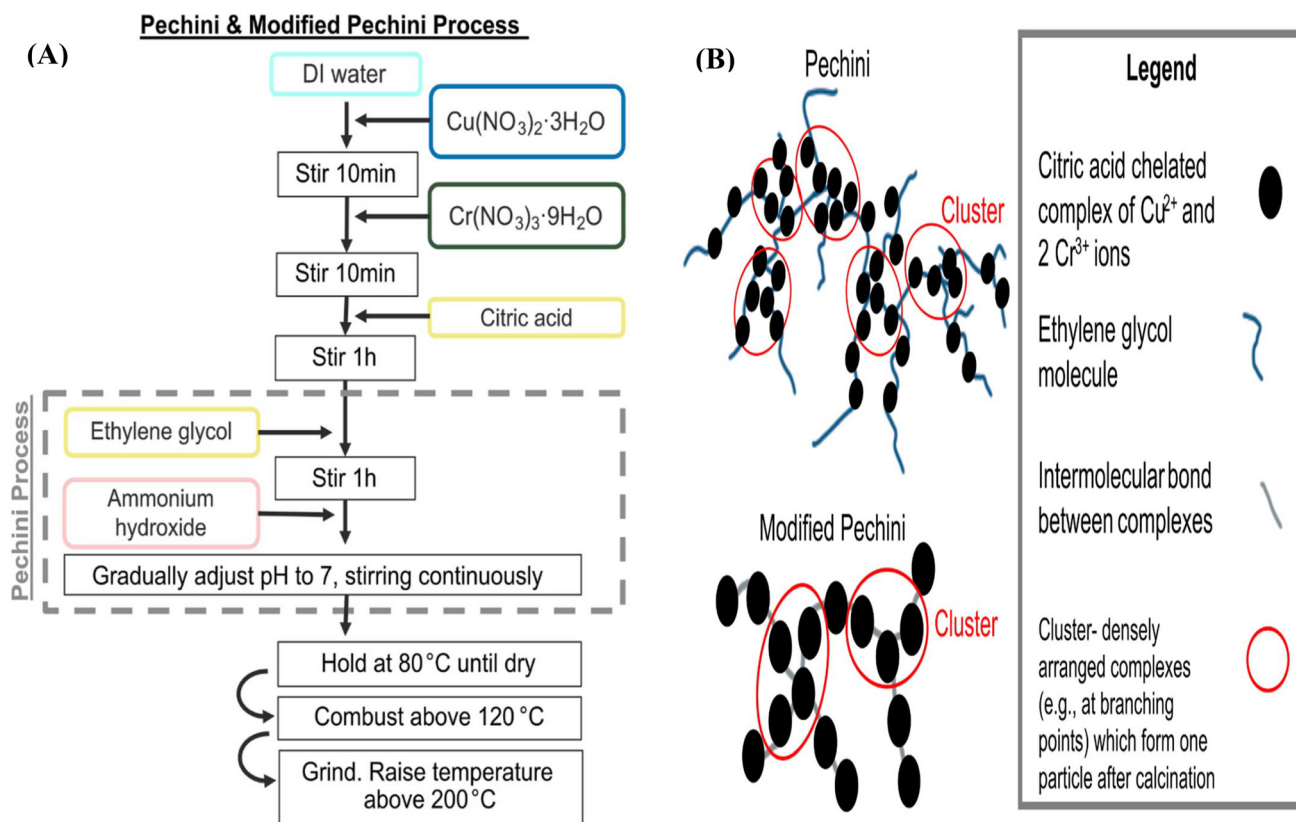 Pechini & Modified Pechini Process
(A)
DI water
Cu(NO₃)₂·3H₂O
Stir 10min
Cr(NO₃)₃·9H₂O
Stir 10min
Citric acid
Stir 1h
Pechini Process
Ethylene glycol
Stir 1h
Ammonium
hydroxide
Gradually adjust pH to 7, stirring continuously
Hold at 80 °C until dry
Combust above 120 °C
Grind. Raise temperature
above 200 °C
(B)
Pechini
Cluster
Modified Pechini
Cluster
Legend
Citric acid chelated
complex of Cu²⁺ and
2 Cr³⁺ ions
Ethylene glycol
molecule
Intermolecular bond
between complexes
Cluster- densely
arranged complexes
(e.g., at branching
points) which form one
particle after calcination